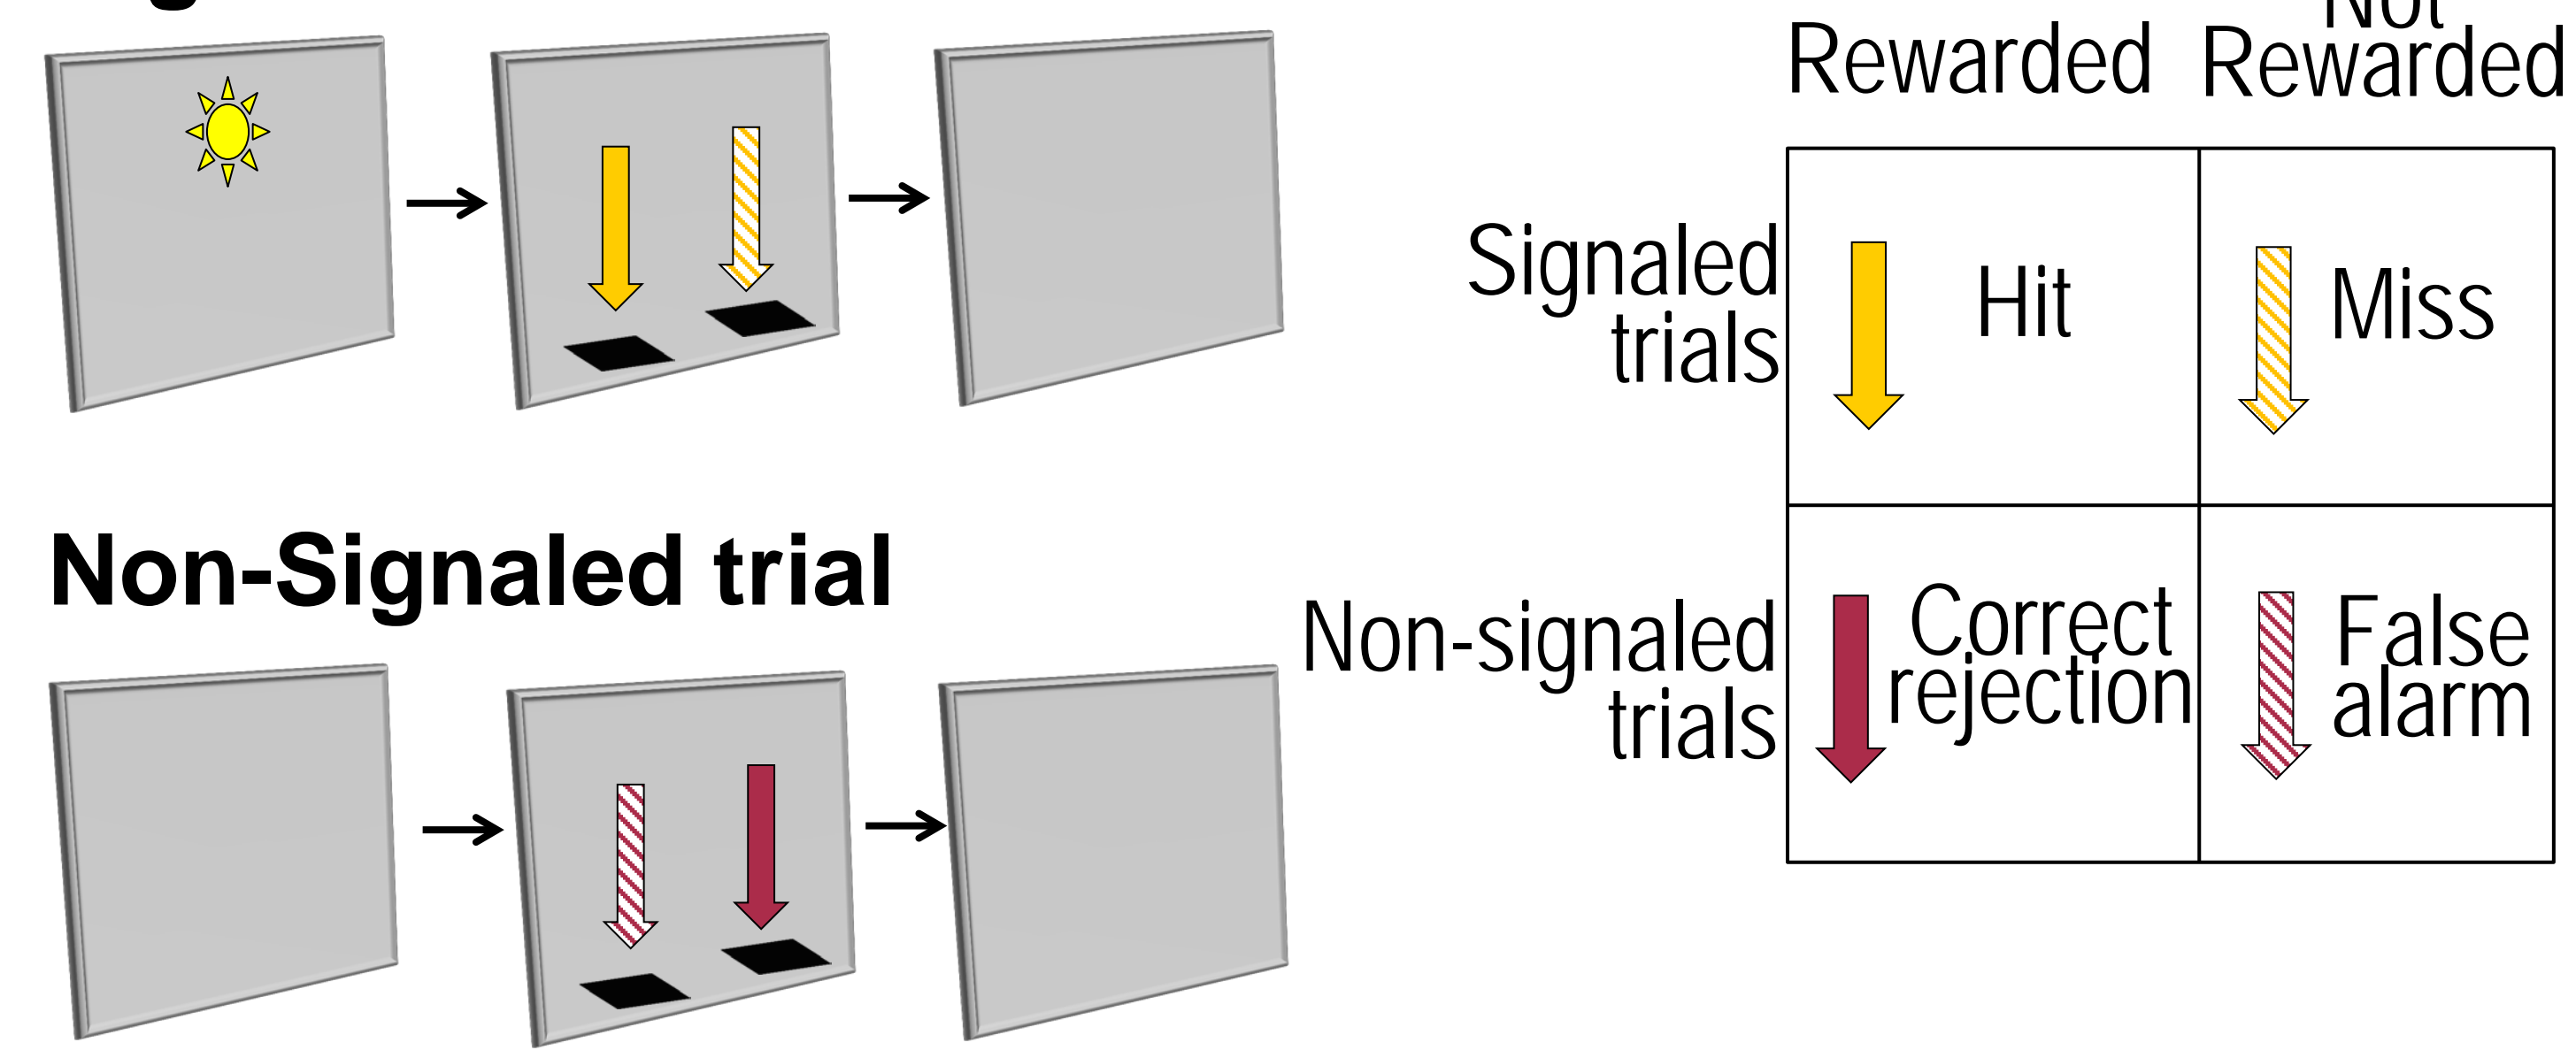 Non-Signaled trial
Rewarded
Not
Rewarded
Signaled
trials
Hit
Miss
Non-signaled
trials
Correct
rejection
False
alarm